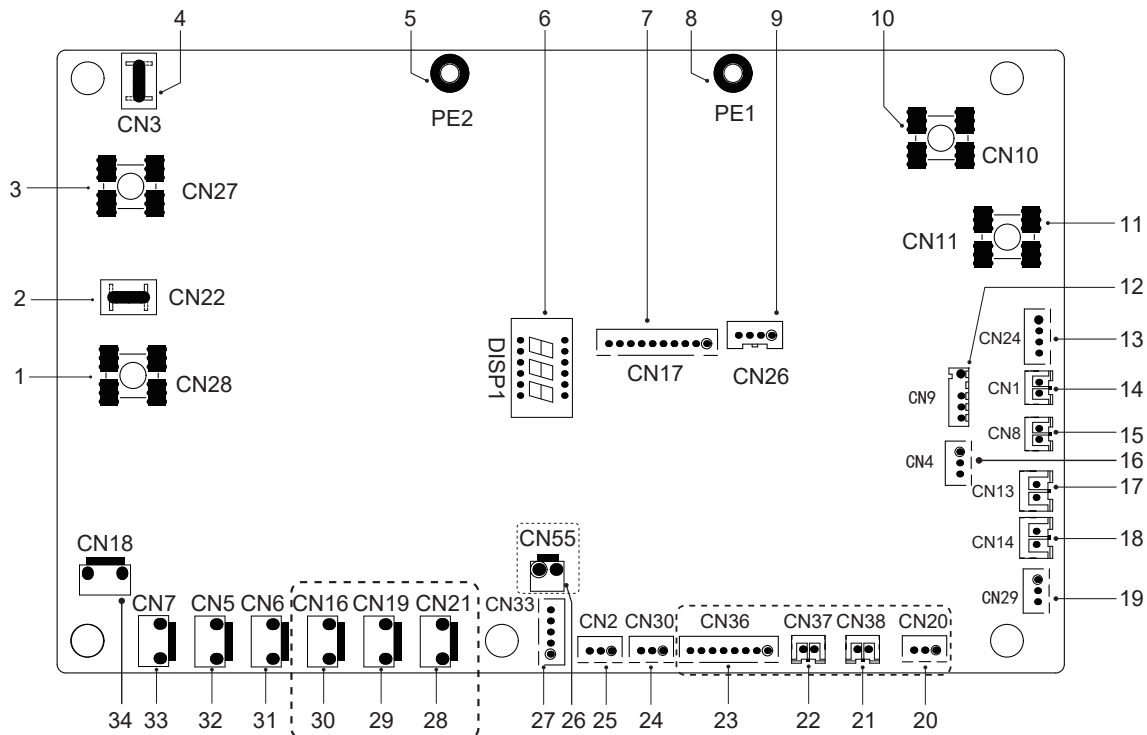 4 5 6 7 8 9 10
CN3
PE2
PE1
CN10
3
CN27
CN11
11
2
CN22
12
DISP1
CN17
CN26
CN24
13
1
CN28
CN9
CN1
14
CN8
15
CN4
16
CN13
17
CN14
18
CN18
CN55
CN29
19
CN7 CN5 CN6 CN16 CN19 CN21 CN33 CN2 CN30 CN36 CN37 CN38 CN20
34 33 32 31 30 29 28 27 26 25 24 23 22 21 20